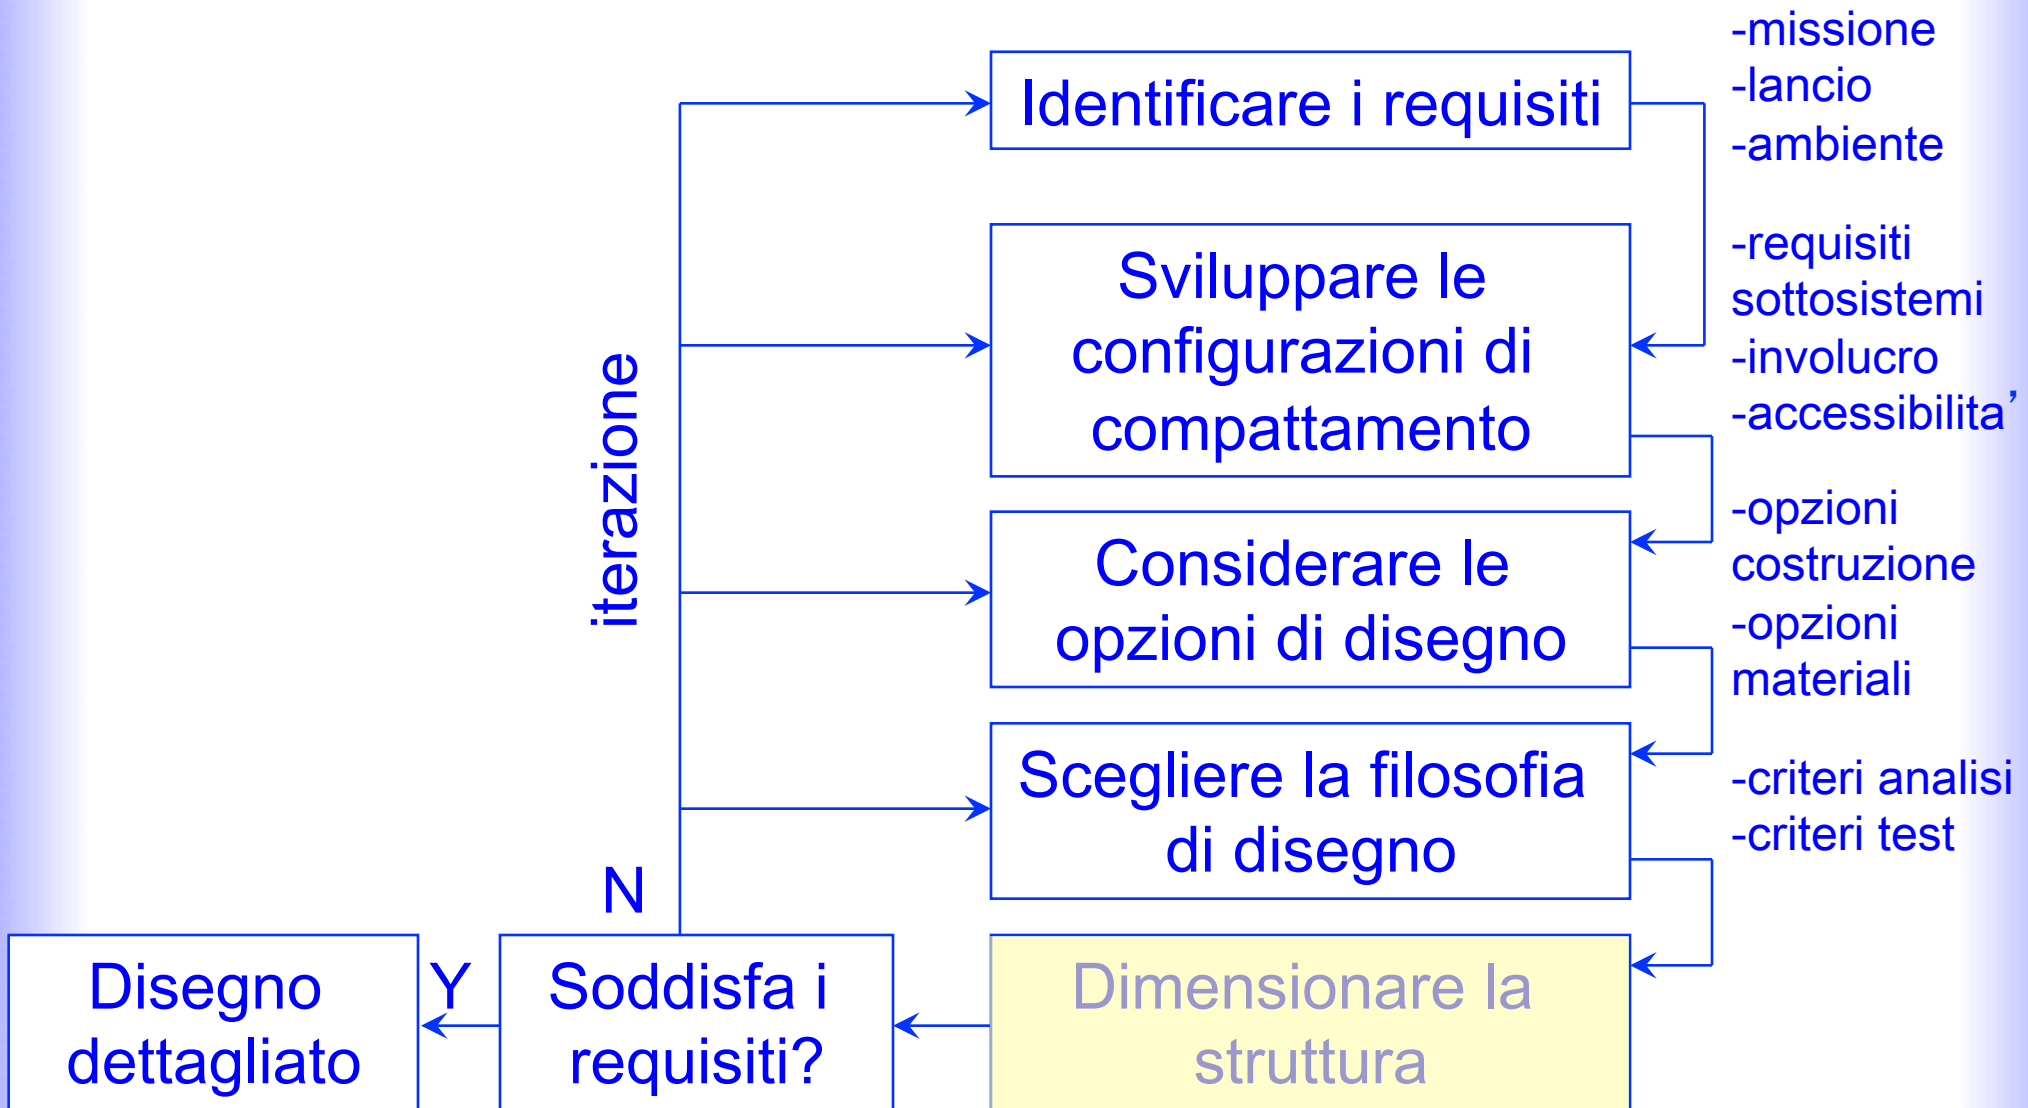 Identificare i requisiti
-missione
-lancio
-ambiente
Sviluppare le
configurazioni di
compattamento
-requisiti
sottosistemi
-involucro
-accessibilita’
iterazione
Considerare le
opzioni di disegno
-opzioni
costruzione
-opzioni
materiali
Scegliere la filosofia
di disegno
-criteri analisi
-criteri test
N
Disegno
dettagliato
Y
Soddisfa i
requisiti?
Dimensionare la
struttura